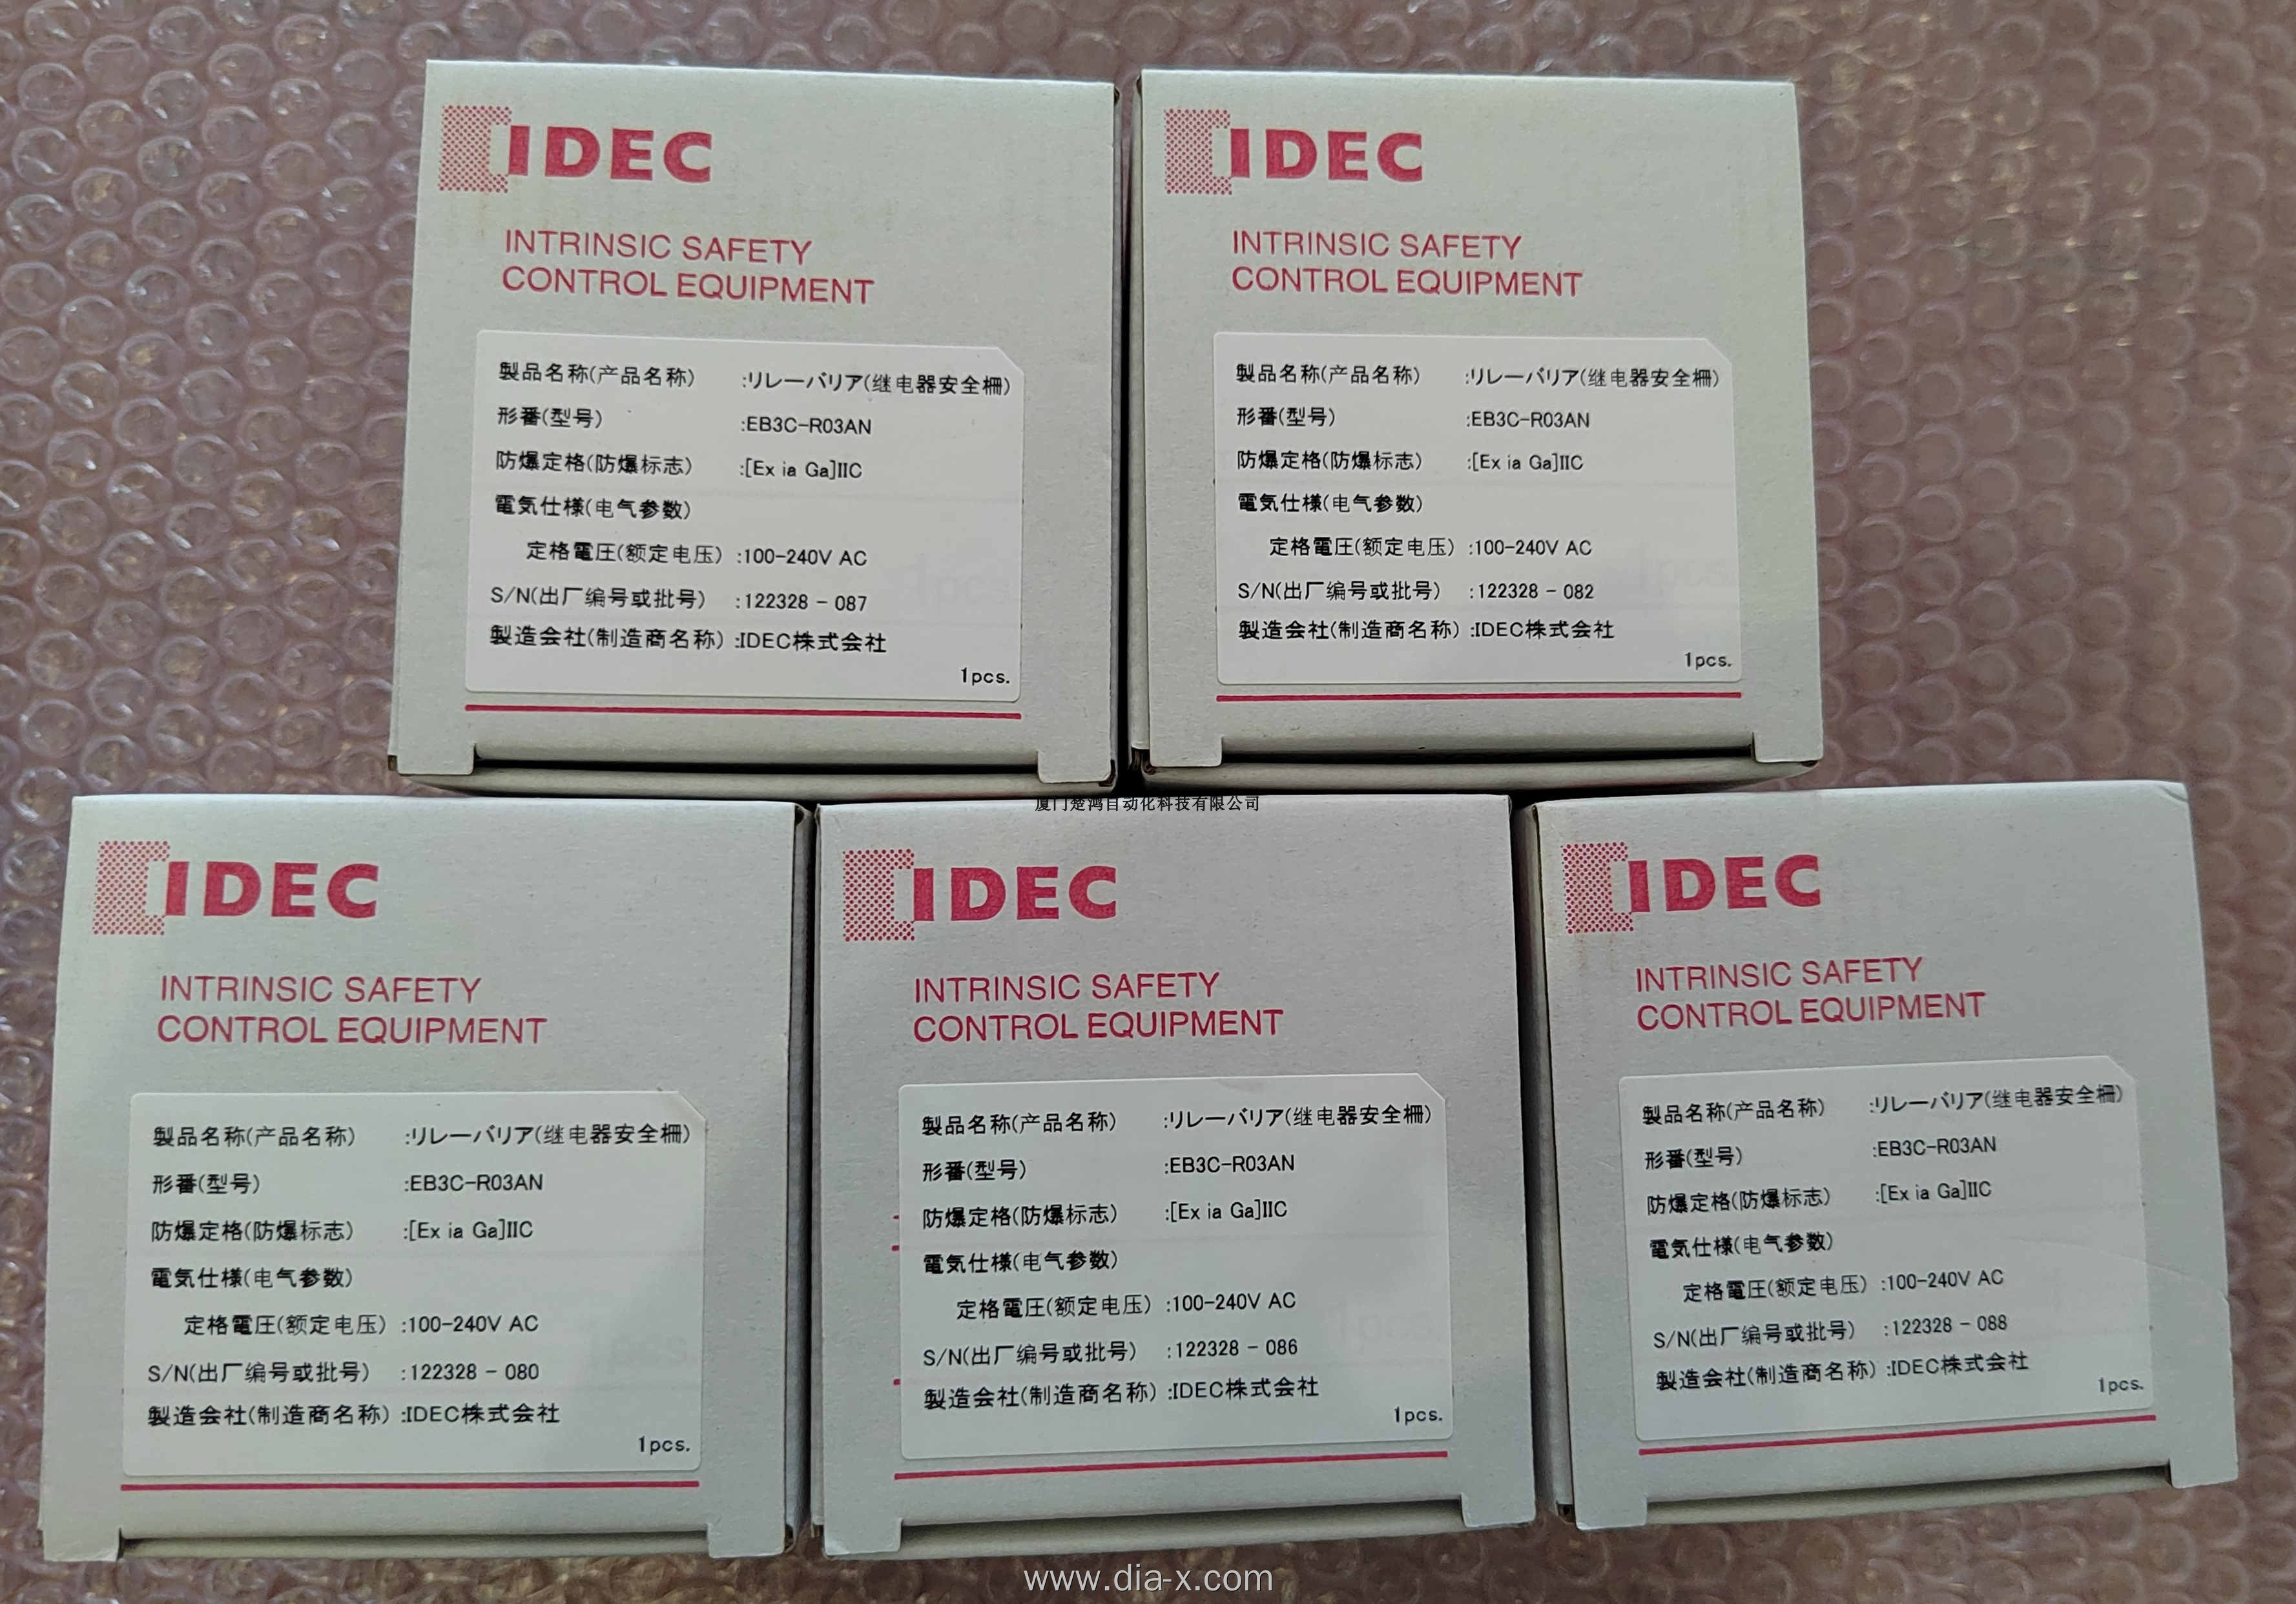 IDEC
INTRINSIC SAFETY
CONTROL EQUIPMENT
製品名称(产品名称) :リレーバリア(继电器安全柵)
形番(型号) :EB3C-R03AN
防爆定格(防爆标志) :[Ex ia Ga]IIC
電気仕様(电气参数)
定格電圧(额定电压) :100-240V AC
S/N(出厂编号或批号) :122328 - 087
製造会社(制造商名称) :IDEC株式会社
1pcs.
IDEC
INTRINSIC SAFETY
CONTROL EQUIPMENT
製品名称(产品名称) :リレーバリア(继电器安全柵)
形番(型号) :EB3C-R03AN
防爆定格(防爆标志) :[Ex ia Ga]IIC
電気仕様(电气参数)
定格電圧(额定电压) :100-240V AC
S/N(出厂编号或批号) :122328 - 082
製造会社(制造商名称) :IDEC株式会社
1pcs.
厦门楚鸿自动化科技有限公司
IDEC
INTRINSIC SAFETY
CONTROL EQUIPMENT
製品名称(产品名称) :リレーバリア(继电器安全柵)
形番(型号) :EB3C-R03AN
防爆定格(防爆标志) :[Ex ia Ga]IIC
電気仕様(电气参数)
定格電圧(额定电压) :100-240V AC
S/N(出厂编号或批号) :122328 - 080
製造会社(制造商名称) :IDEC株式会社
1pcs.
IDEC
INTRINSIC SAFETY
CONTROL EQUIPMENT
製品名称(产品名称) :リレーバリア(继电器安全柵)
形番(型号) :EB3C-R03AN
防爆定格(防爆标志) :[Ex ia Ga]IIC
電気仕様(电气参数)
定格電圧(额定电压) :100-240V AC
S/N(出厂编号或批号) :122328 - 086
製造会社(制造商名称) :IDEC株式会社
1pcs.
IDEC
INTRINSIC SAFETY
CONTROL EQUIPMENT
製品名称(产品名称) :リレーバリア(继电器安全柵)
形番(型号) :EB3C-R03AN
防爆定格(防爆标志) :[Ex ia Ga]IIC
電気仕様(电气参数)
定格電圧(额定电压) :100-240V AC
S/N(出厂编号或批号) :122328 - 088
製造会社(制造商名称) :IDEC株式会社
1pcs.
www.dia-x.com